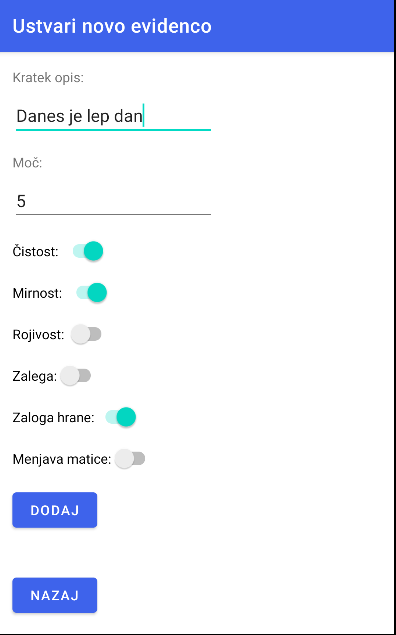 Ustvari novo evidenco
Kratek opis:
Danes je lep dan
Moč:
5
Čistost:
Mirnost:
Rojivost:
Zalega:
Zaloga hrane:
Menjava matice:
DODAJ
NAZAJ